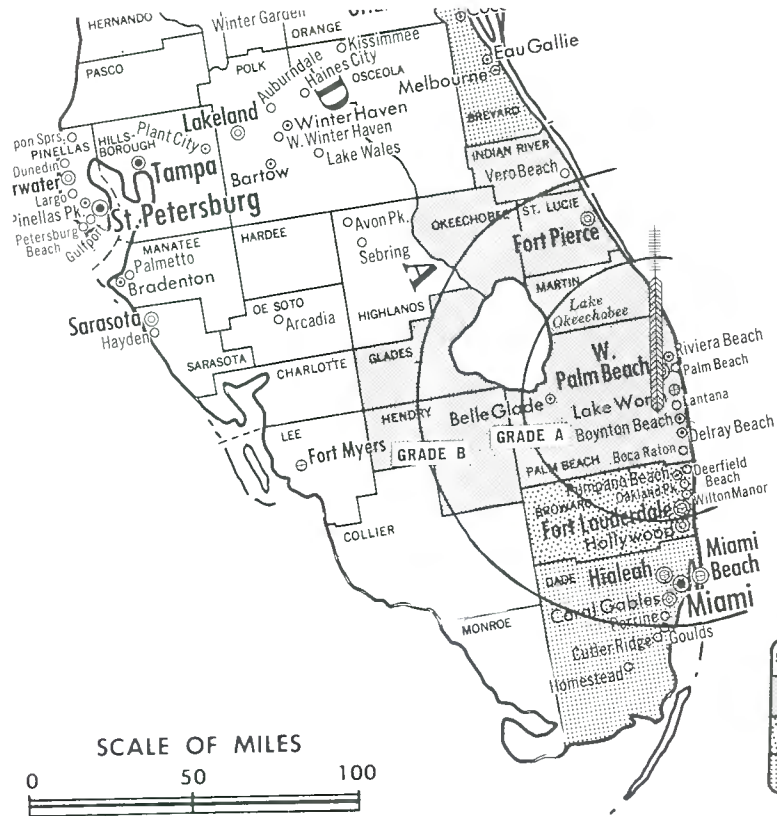 HERNANDO
Winter Garden
ORANGE
Kissimmee
Eau Gallie
PASCO
POLK
Auburndale
Haines City
OSCEOLA
Melbourne
D
BREVARD
Lakeland
HILLS-
BOROUGH
Plant City
Winter Haven
W. Winter Haven
Lake Wales
pon Sprs.
PINELLAS
Dunedin
rwater
Largo
Pinellas Pk.
St. Petersburg
Petersburg
Beach
Gulfport
Tampa
Bartow
INDIAN RIVER
Vero Beach
OKEECHOBEE
ST. LUCIE
Fort Pierce
MANATEE
HARDEE
Avon Pk.
Sebring
A
Palmetto
Bradenton
DE SOTO
Arcadia
HIGHLANDS
MARTIN
Lake
Okeechobee
Sarasota
Hayden
SARASOTA
CHARLOTTE
GLADES
W.
Palm Beach
Riviera Beach
Palm Beach
HENDRY
Belle Glade
Lake Wor
Lantana
LEE
Fort Myers
GRADE B
GRADE A
Boynton Beach
Delray Beach
PALM BEACH
Boca Raton
Deerfield
Beach
Pompano Beach
Oakland Pk.
BROWARD
Wilton Manor
Fort Lauderdale
Hollywood
COLLIER
DADE
Hialeah
Miami
Beach
Coral Gables
Miami
Perrine
MONROE
Cutler Ridge
Goulds
Homestead
SCALE OF MILES
0 50 100